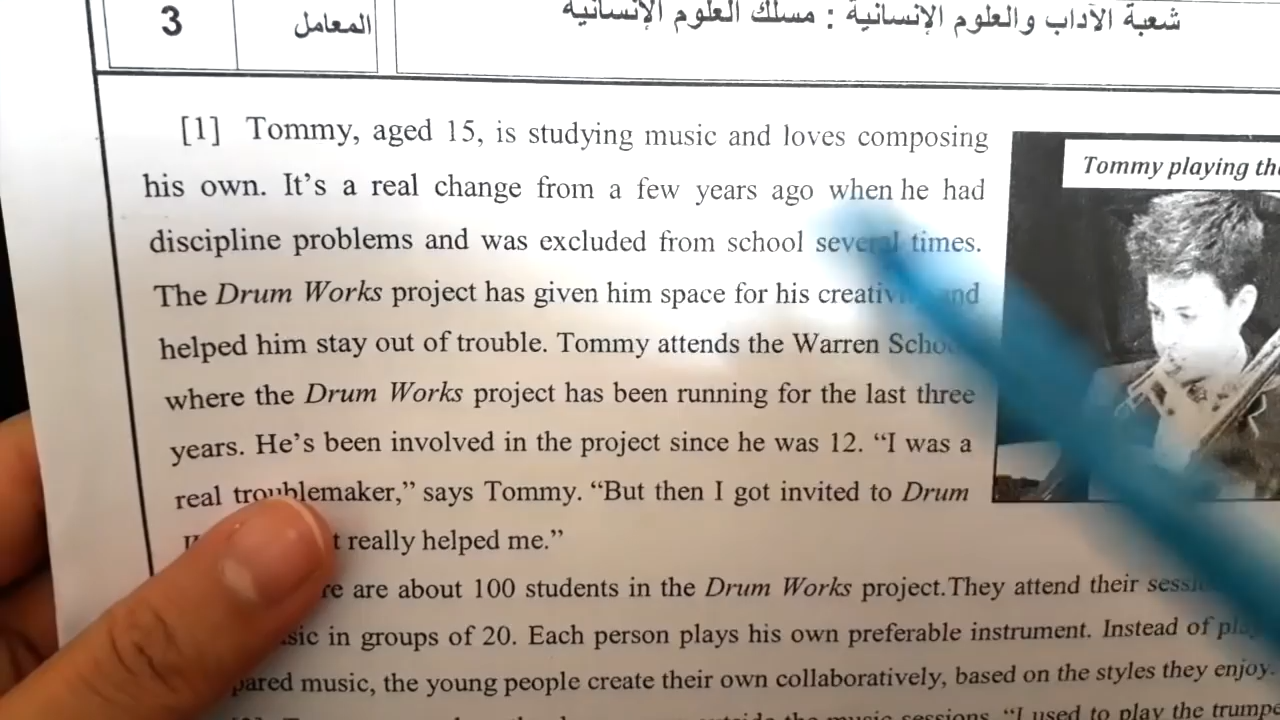 3
المعامل
شعبة الآداب والعلوم الإنسانية : مسلك العلوم الإنسانية
[1] Tommy, aged 15, is studying music and loves composing
his own. It's a real change from a few years ago when he had
discipline problems and was excluded from school several times.
The Drum Works project has given him space for his
helped him stay out of trouble. Tommy attends the Warren
where the Drum Works project has been running for the last three
years. He's been involved in the project since he was 12. “I was a
real troublemaker,” says Tommy. “But then I got invited to Drum
really helped me.”
are about 100 students in the Drum Works project.They attend their
in groups of 20. Each person plays his own preferable instrument. Instead of
music, the young people create their own collaboratively, based on the styles they enjoy.
the music sessions. “I used to play the
Tommy playing